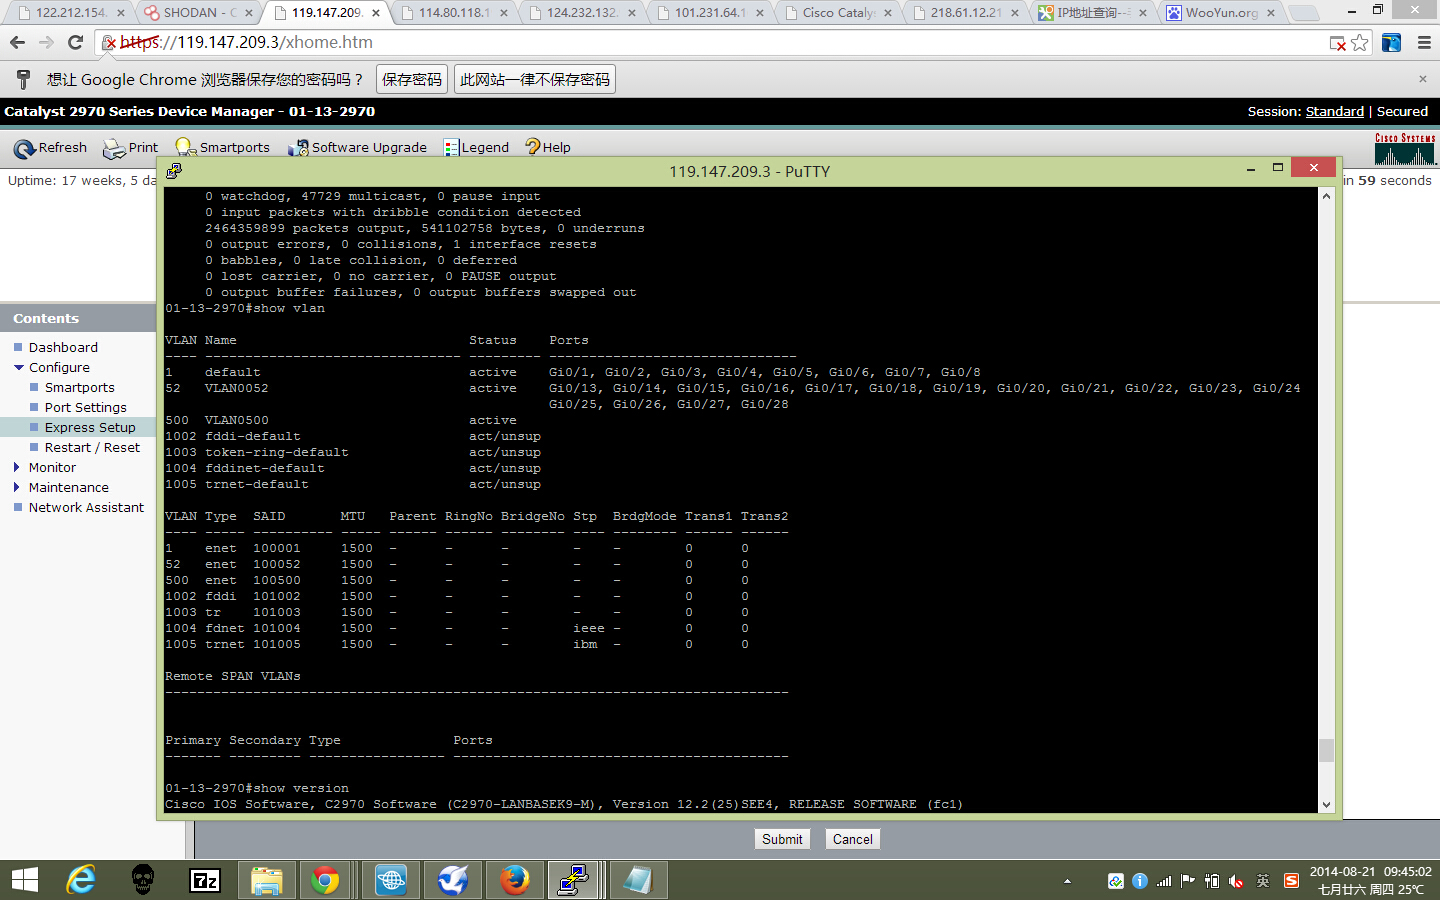 122.212.154.
SHODAN - C
119.147.209.
114.80.118.1
124.232.132.
101.231.64.1
Cisco Cataly
218.61.12.21
IP地址查询--
WooYun.org
https://119.147.209.3/xhome.htm
想让 Google Chrome 浏览器保存您的密码吗？ 保存密码 此网站一律不保存密码
Catalyst 2970 Series Device Manager - 01-13-2970
Session: Standard | Secured
Refresh Print Smartports Software Upgrade Legend Help
CISCO SYSTEMS
Uptime: 17 weeks, 5 da
in 59 seconds
119.147.209.3 - PuTTY
0 watchdog, 47729 multicast, 0 pause input
0 input packets with dribble condition detected
2464359899 packets output, 541102758 bytes, 0 underruns
0 output errors, 0 collisions, 1 interface resets
0 babbles, 0 late collision, 0 deferred
0 lost carrier, 0 no carrier, 0 PAUSE output
0 output buffer failures, 0 output buffers swapped out
01-13-2970#show vlan
VLAN Name Status Ports
---- -------------------------------- --------- -------------------------------
1 default active Gi0/1, Gi0/2, Gi0/3, Gi0/4, Gi0/5, Gi0/6, Gi0/7, Gi0/8
52 VLAN0052 active Gi0/13, Gi0/14, Gi0/15, Gi0/16, Gi0/17, Gi0/18, Gi0/19, Gi0/20, Gi0/21, Gi0/22, Gi0/23, Gi0/24
Gi0/25, Gi0/26, Gi0/27, Gi0/28
500 VLAN0500 active
1002 fddi-default act/unsup
1003 token-ring-default act/unsup
1004 fddinet-default act/unsup
1005 trnet-default act/unsup
VLAN Type SAID MTU Parent RingNo BridgeNo Stp BrdgMode Trans1 Trans2
---- ----- ---------- ----- ------ ------ -------- ---- -------- ------ ------
1 enet 100001 1500 - - - - - 0 0
52 enet 100052 1500 - - - - - 0 0
500 enet 100500 1500 - - - - - 0 0
1002 fddi 101002 1500 - - - - - 0 0
1003 tr 101003 1500 - - - - - 0 0
1004 fdnet 101004 1500 - - - ieee - 0 0
1005 trnet 101005 1500 - - - ibm - 0 0
Remote SPAN VLANs
------------------------------------------------------------------------------
Primary Secondary Type Ports
------- --------- ----------------- ------------------------------------------
01-13-2970#show version
Cisco IOS Software, C2970 Software (C2970-LANBASEK9-M), Version 12.2(25)SEE4, RELEASE SOFTWARE (fc1)
Contents
Dashboard
Configure
Smartports
Port Settings
Express Setup
Restart / Reset
Monitor
Maintenance
Network Assistant
Submit Cancel
7z
英
S
2014-08-21 09:45:02
七月廿六 周四 25℃